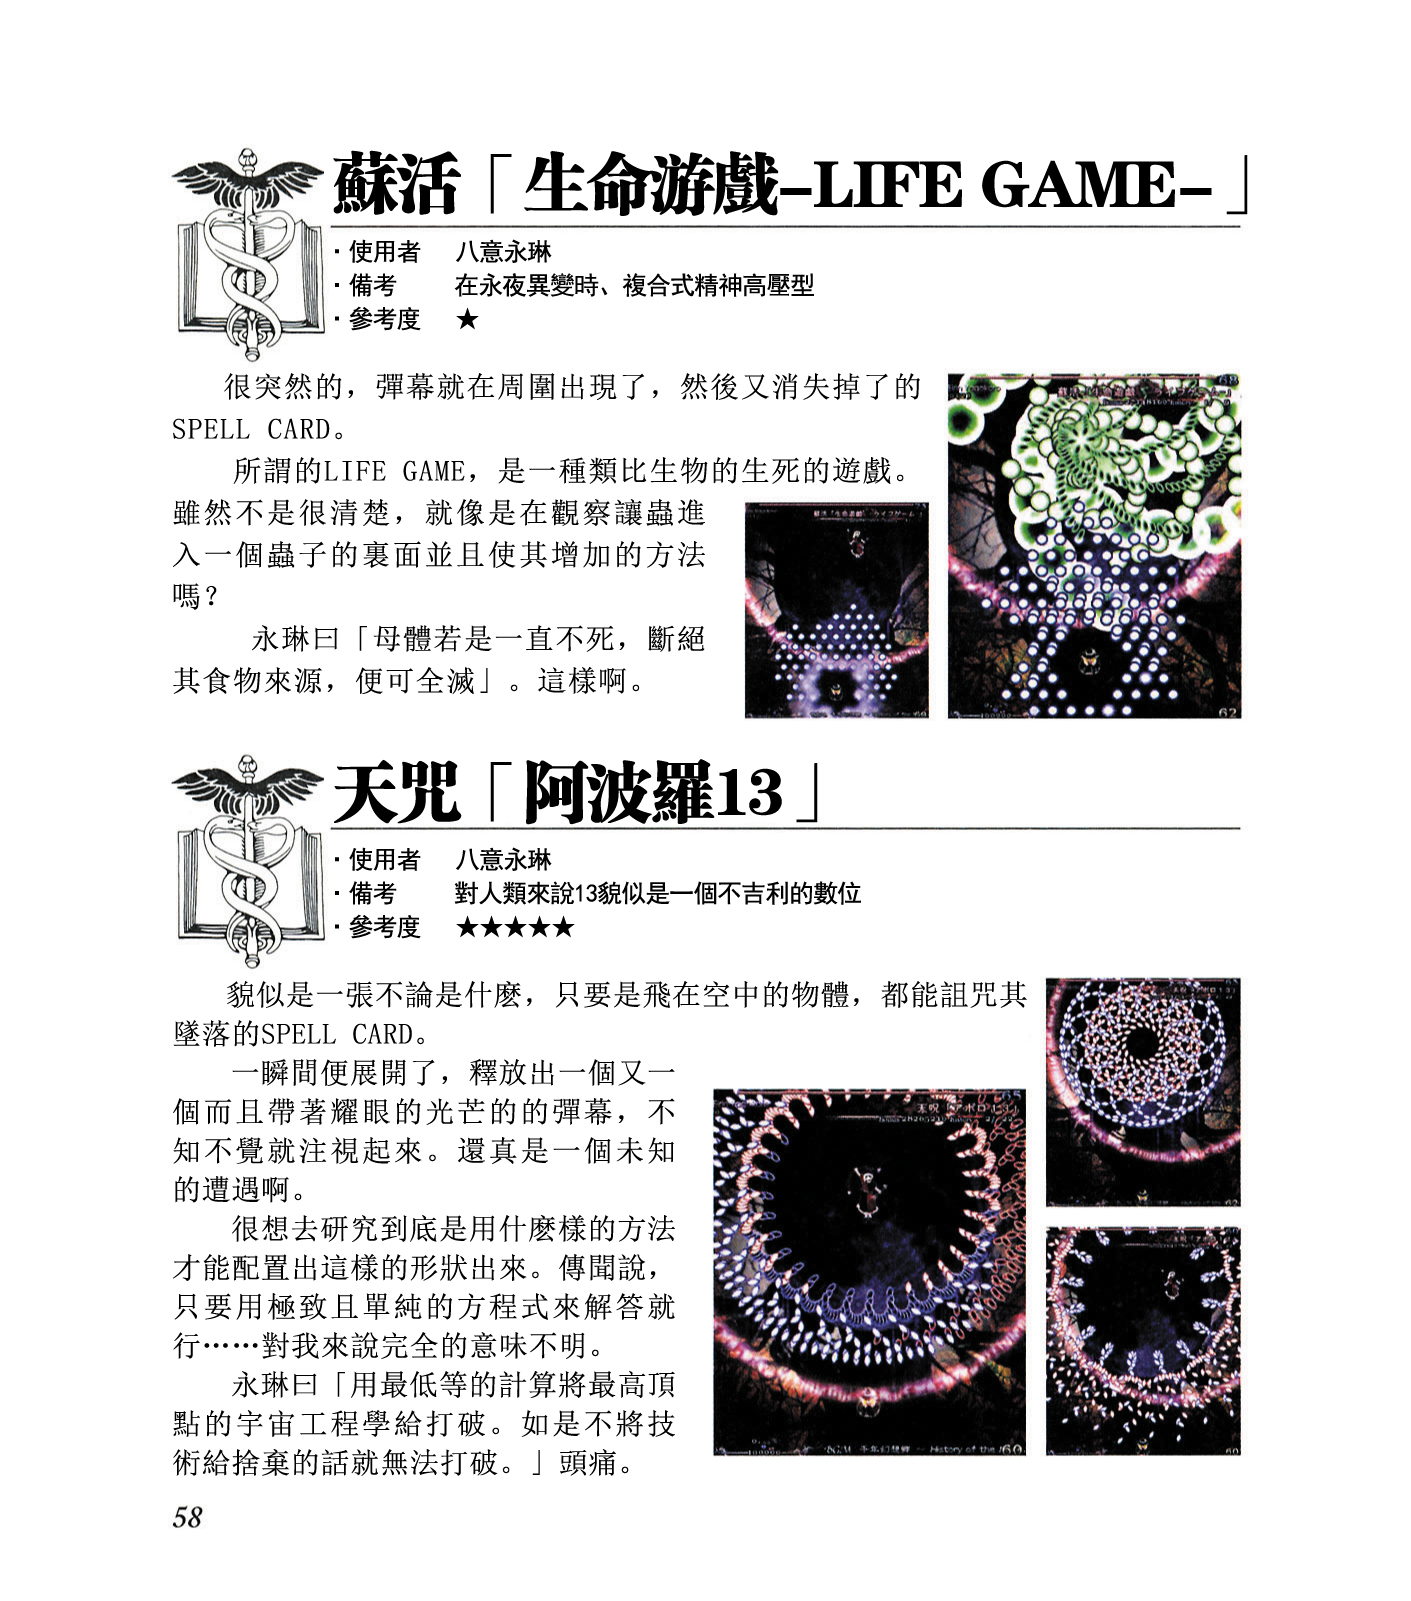 蘇活「生命游戲-LIFE GAME-」
·使用者 八意永琳
·備考 在永夜異變時、複合式精神高壓型
·參考度 ★
很突然的，彈幕就在周圍出現了，然後又消失掉了的
SPELL CARD。
所謂的LIFE GAME，是一種類比生物的生死的遊戲。
雖然不是很清楚，就像是在觀察讓蟲進
入一個蟲子的裏面並且使其增加的方法
嗎？
永琳曰「母體若是一直不死，斷絕
其食物來源，便可全滅」。這樣啊。
62
天咒「阿波羅13」
·使用者 八意永琳
·備考 對人類來說13貌似是一個不吉利的數位
·參考度 ★★★★★
貌似是一張不論是什麽，只要是飛在空中的物體，都能詛咒其
墜落的SPELL CARD。
一瞬間便展開了，釋放出一個又一
個而且帶著耀眼的光芒的的彈幕，不
知不覺就注視起來。還真是一個未知
的遭遇啊。
很想去研究到底是用什麽樣的方法
才能配置出這樣的形狀出來。傳聞說，
只要用極致且單純的方程式來解答就
行……對我來說完全的意味不明。
永琳曰「用最低等的計算將最高頂
點的宇宙工程學給打破。如是不將技
術給捨棄的話就無法打破。」頭痛。
天呪「アポロ13」
60
58